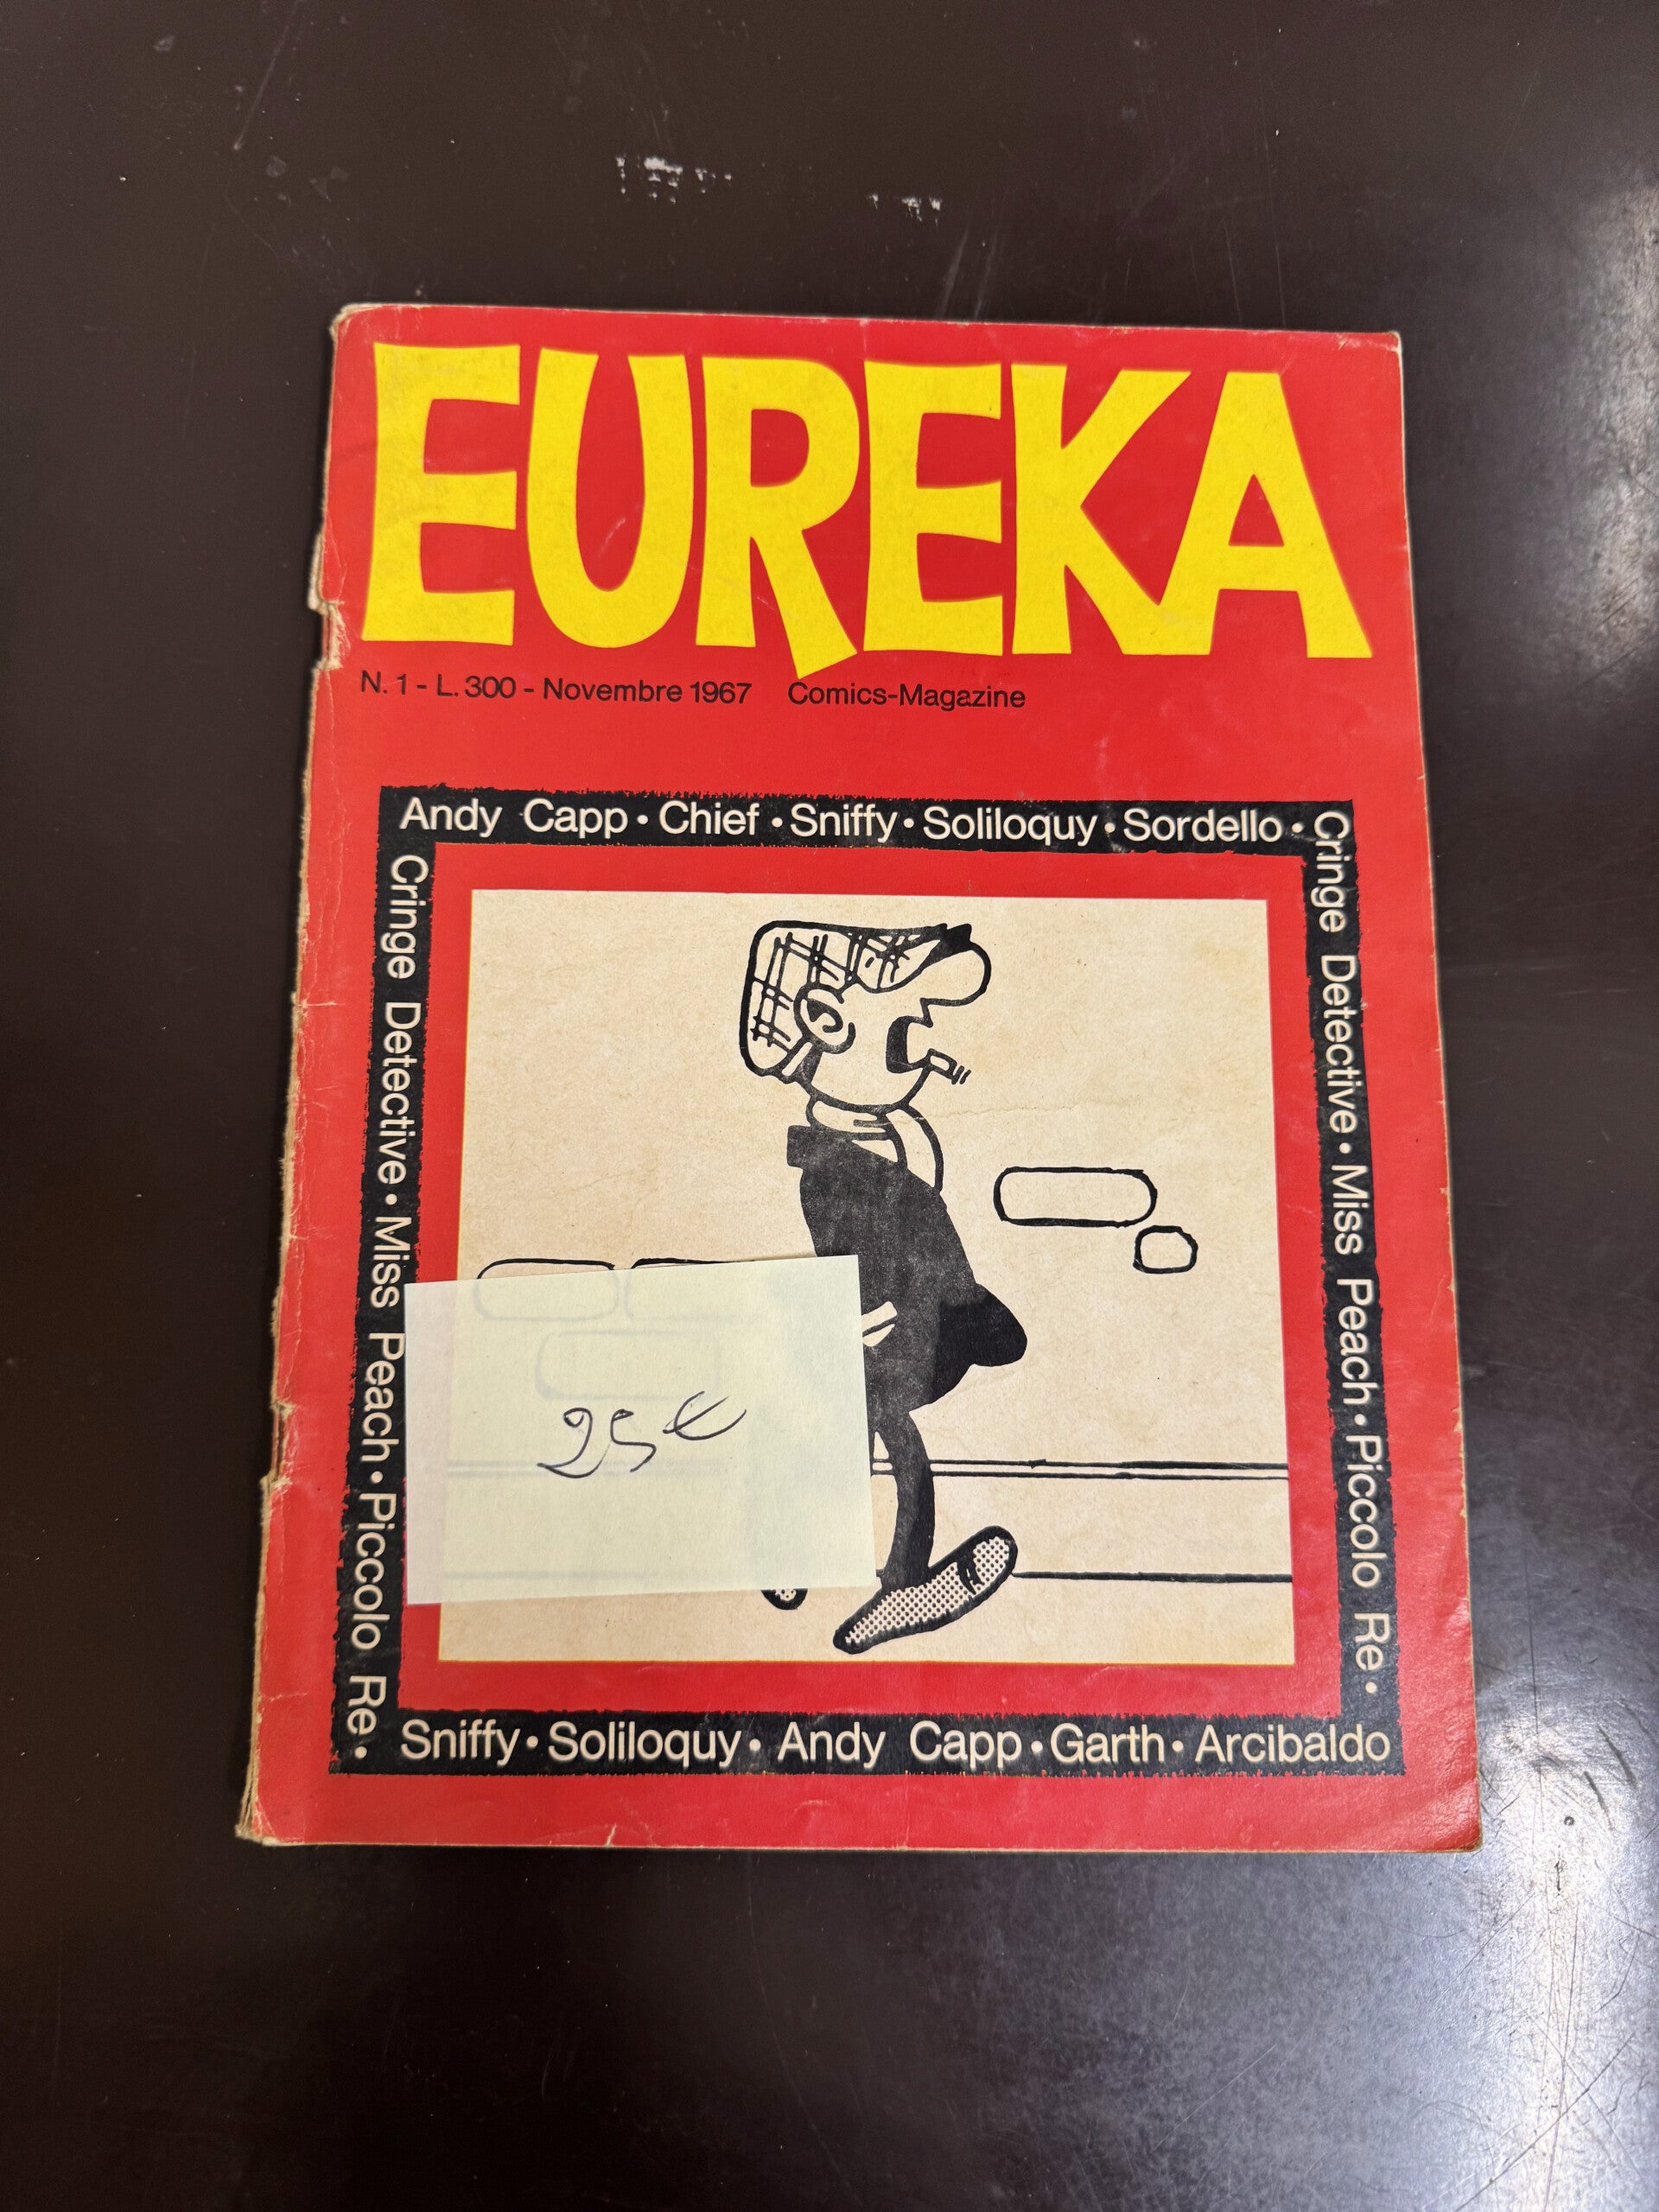 EUREKA
N. 1 - L. 300 - Novembre 1967 Comics-Magazine
Andy Capp • Chief • Sniffy • Soliloquy • Sordello •
Cringe Detective • Miss Peach • Piccolo Re •
Cringe Detective • Miss Peach • Piccolo Re •
25€
Sniffy • Soliloquy • Andy Capp • Garth • Arcibaldo